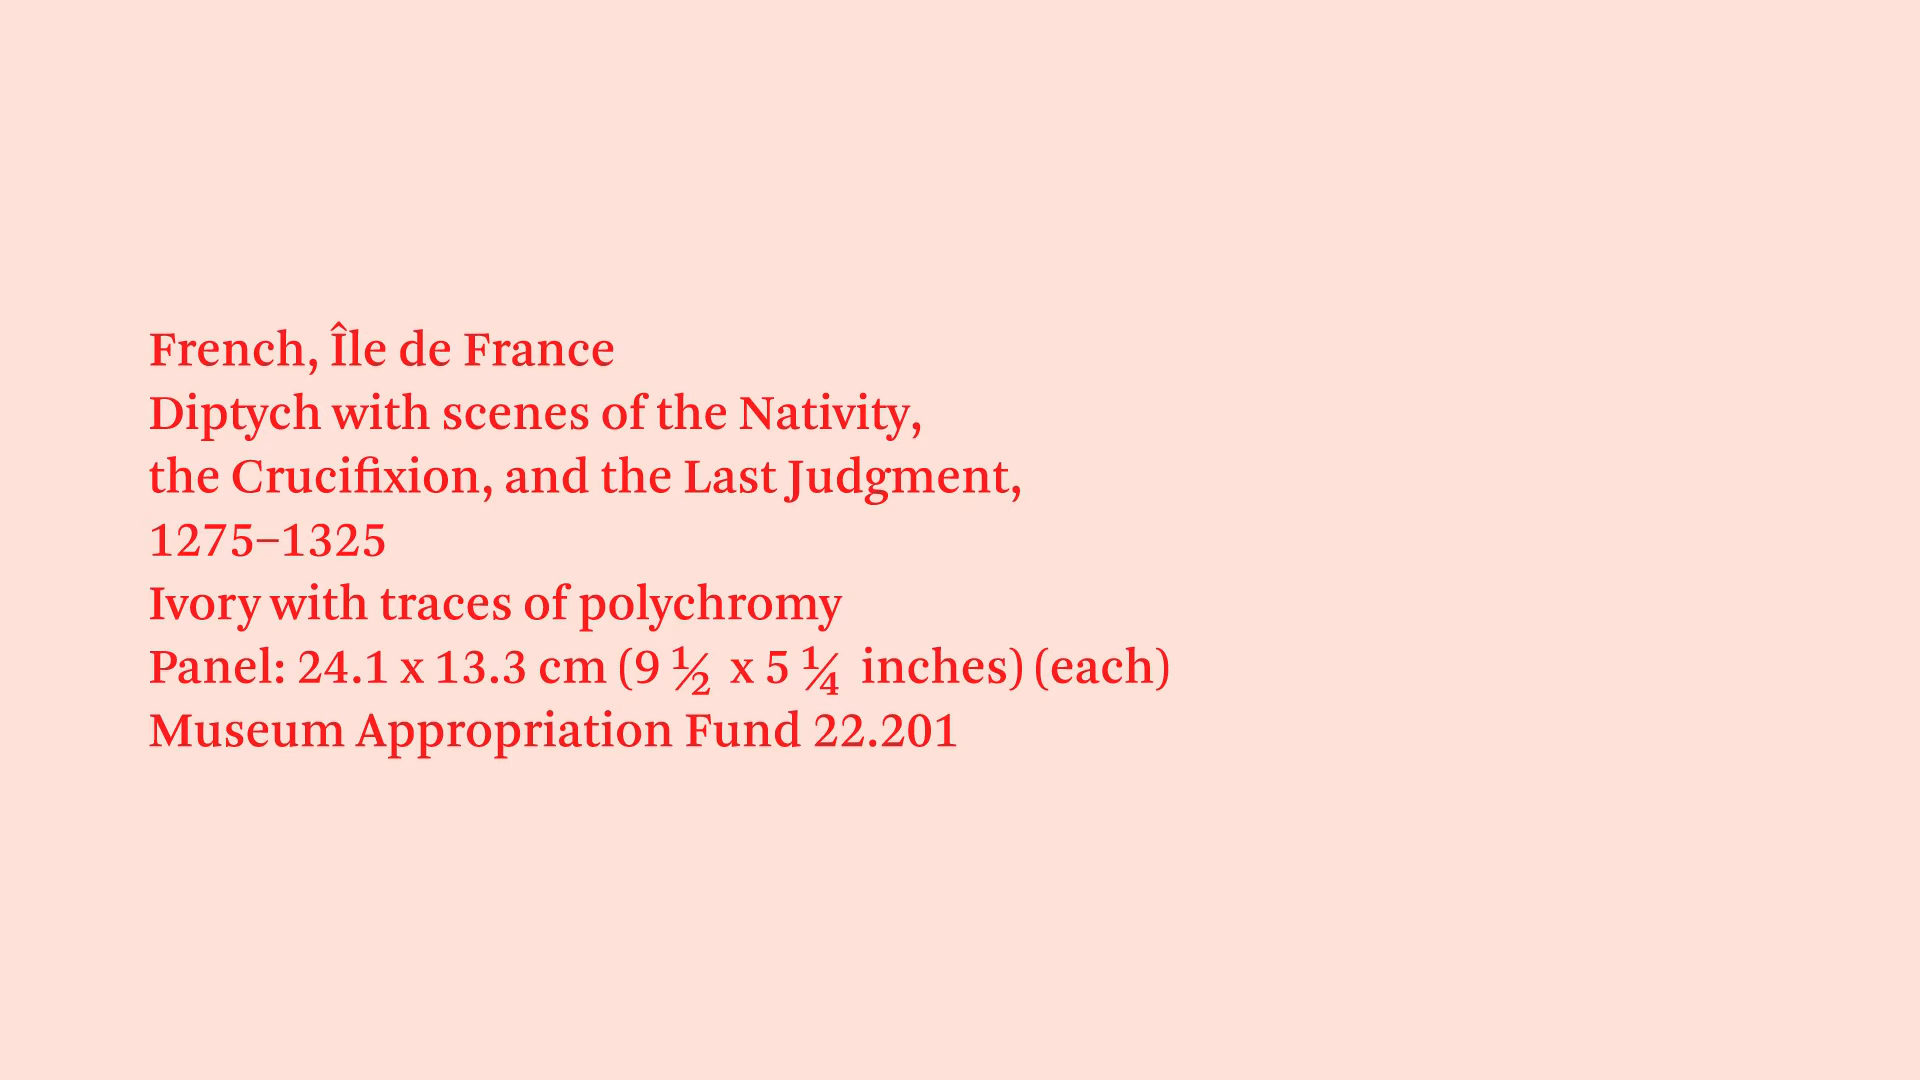 French, Île de France
Diptych with scenes of the Nativity,
the Crucifixion, and the Last Judgment,
1275–1325
Ivory with traces of polychromy
Panel: 24.1 x 13.3 cm (9 ½ x 5 ¼ inches) (each)
Museum Appropriation Fund 22.201